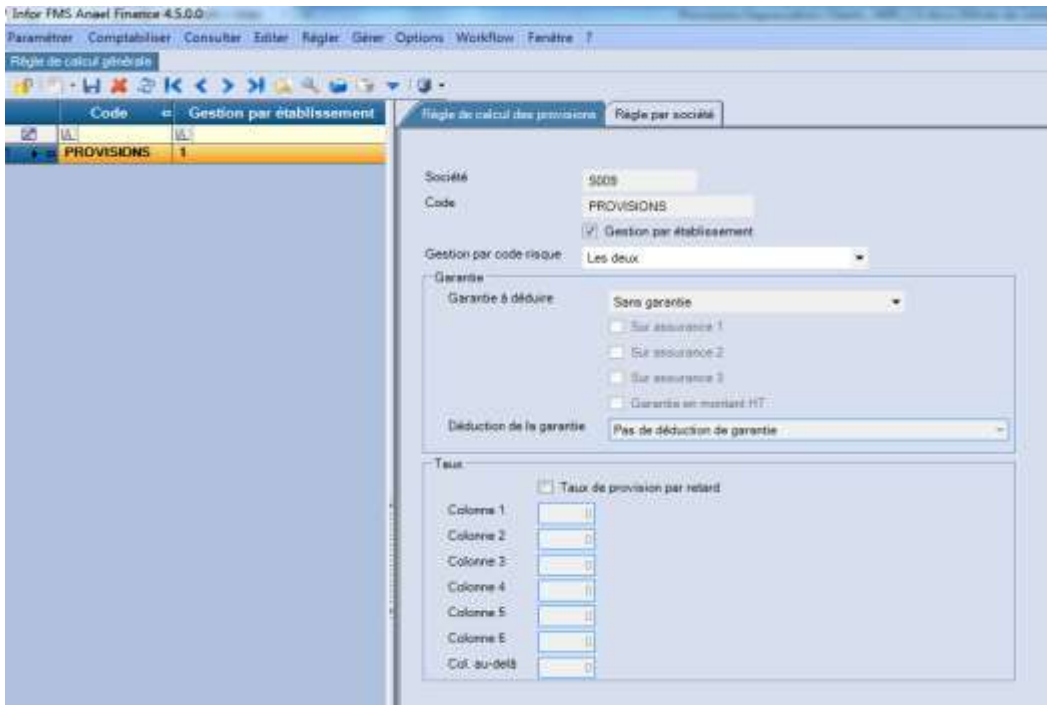 Infor FMS Anael Finance 4.5.0.0
Paramétrer Comptabiliser Consulter Editer Régler Gérer Options Workflow Fenêtre ?
Règle de calcul générale
Code = Gestion par établissement
PROVISIONS 1
Règle de calcul des provisions Règle par société
Société S009
Code PROVISIONS
Gestion par établissement
Gestion par code risque Les deux
Garantie
Garantie à déduire Sans garantie
Sur assurance 1
Sur assurance 2
Sur assurance 3
Garantie en montant HT
Déduction de la garantie Pas de déduction de garantie
Taux
Taux de provision par retard
Colonne 1 0
Colonne 2 0
Colonne 3 0
Colonne 4 0
Colonne 5 0
Colonne 6 0
Col. au-delà 0